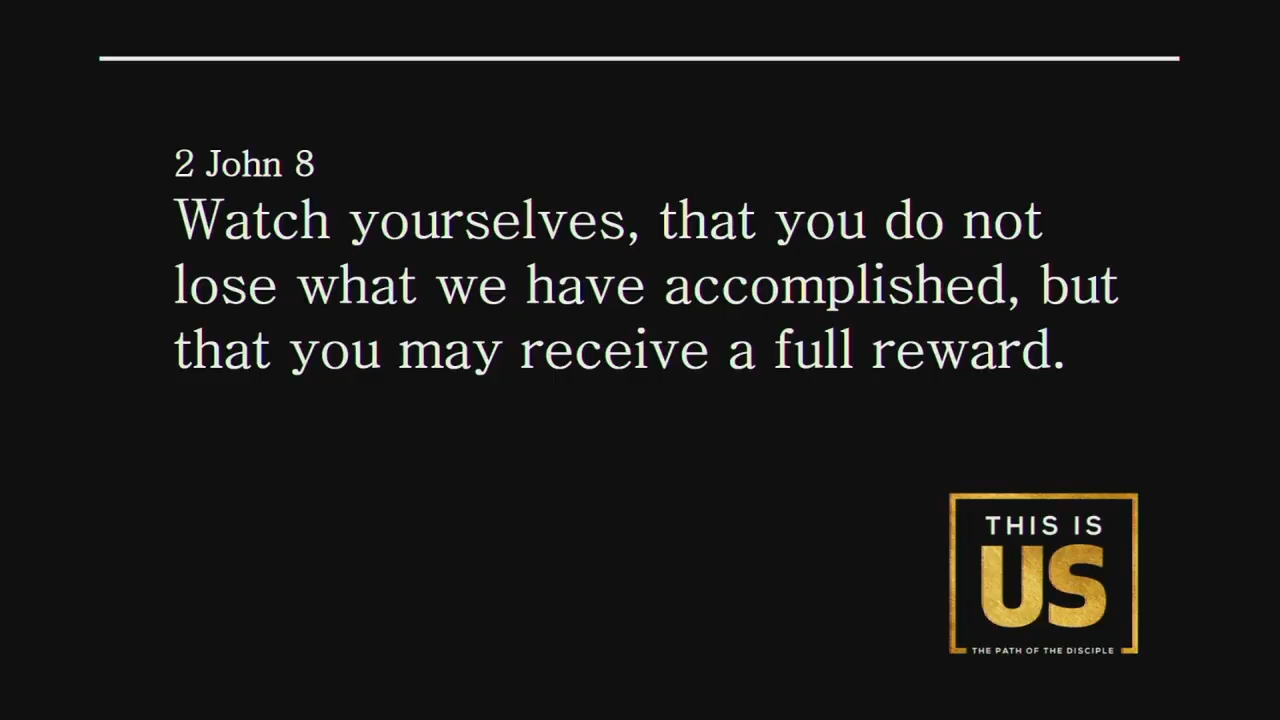 2 John 8
Watch yourselves, that you do not
lose what we have accomplished, but
that you may receive a full reward.
THIS IS
US
THE PATH OF THE DISCIPLE